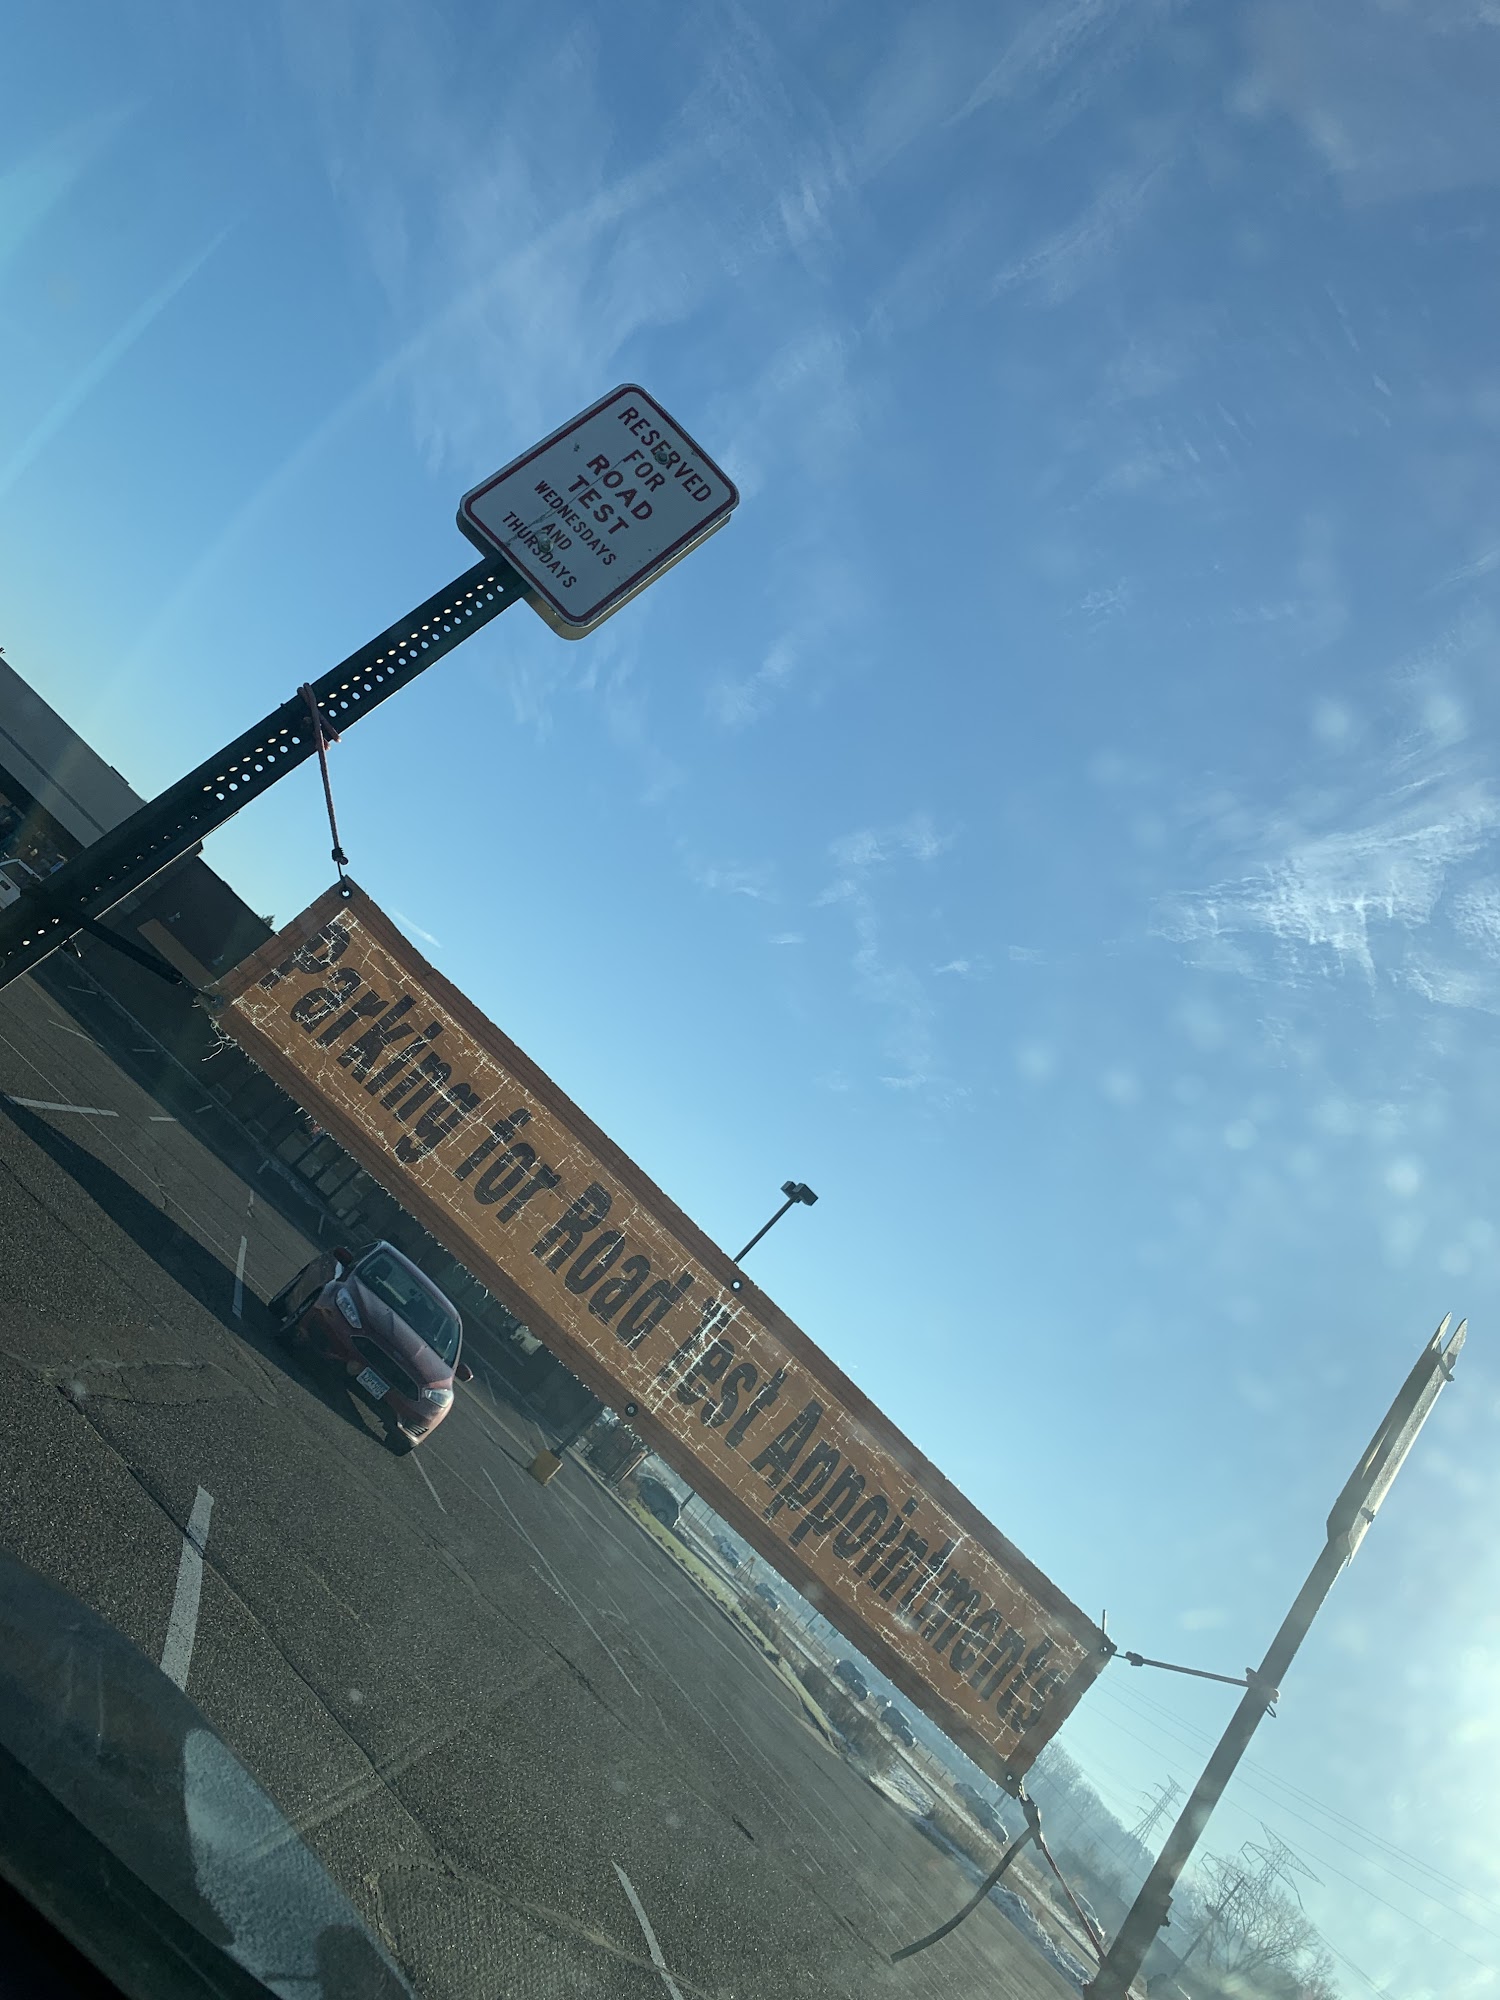 RESERVED
FOR
ROAD
TEST
WEDNESDAYS
AND
THURSDAYS
Parking for Road Test Appointments